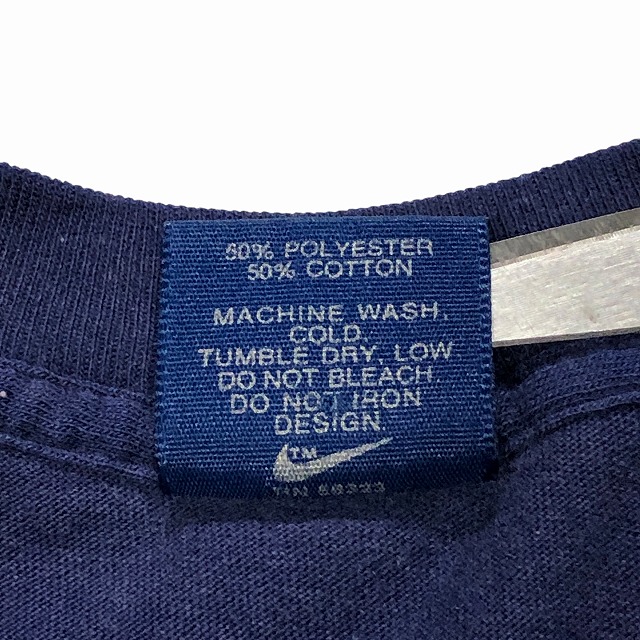 50% POLYESTER
50% COTTON
MACHINE WASH
COLD.
TUMBLE DRY, LOW
DO NOT BLEACH.
DO NOT IRON
DESIGN
TM